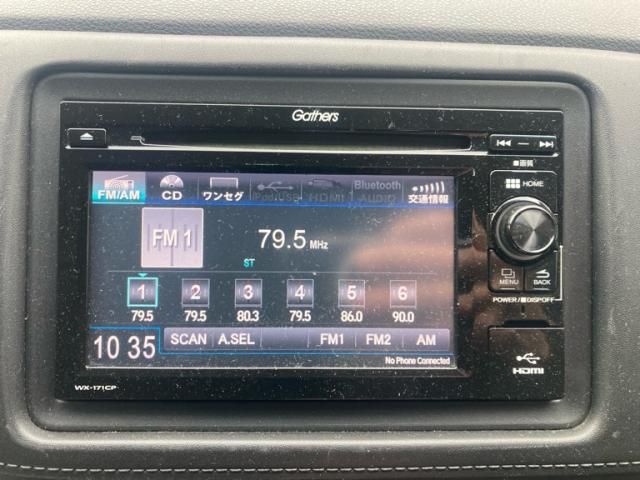 Gathers
画質
HOME
FM/AM
CD
ワンセグ
iPod/USB
HDMI
Bluetooth AUDIO
交通情報
FM 1
79.5 MHz
ST
1 2 3 4 5 6
79.5 79.5 80.3 79.5 86.0 90.0
MENU
BACK
POWER/DISPOFF
10 35
SCAN A.SEL FM1 FM2 AM
No Phone Connected
HDMI
WX-171CP